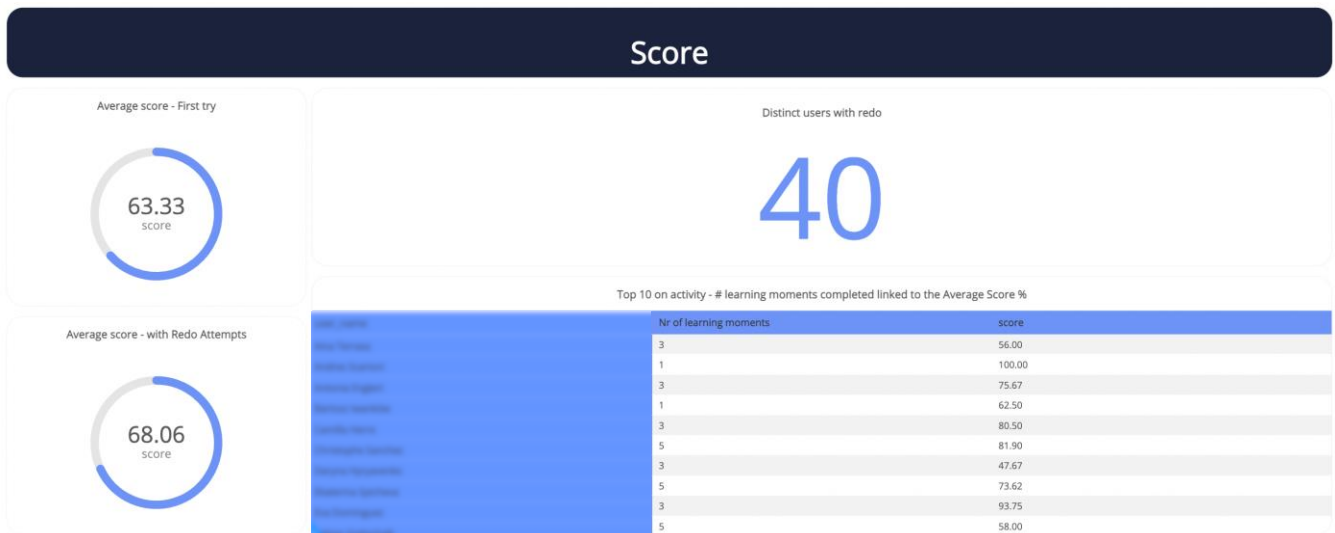 Score
Average score - First try
63.33
score
Distinct users with redo
40
Average score - with Redo Attempts
68.06
score
Top 10 on activity - # learning moments completed linked to the Average Score %
Nr of learning moments score
3 56.00
1 100.00
3 75.67
1 62.50
3 80.50
5 81.90
3 47.67
5 73.62
3 93.75
5 58.00